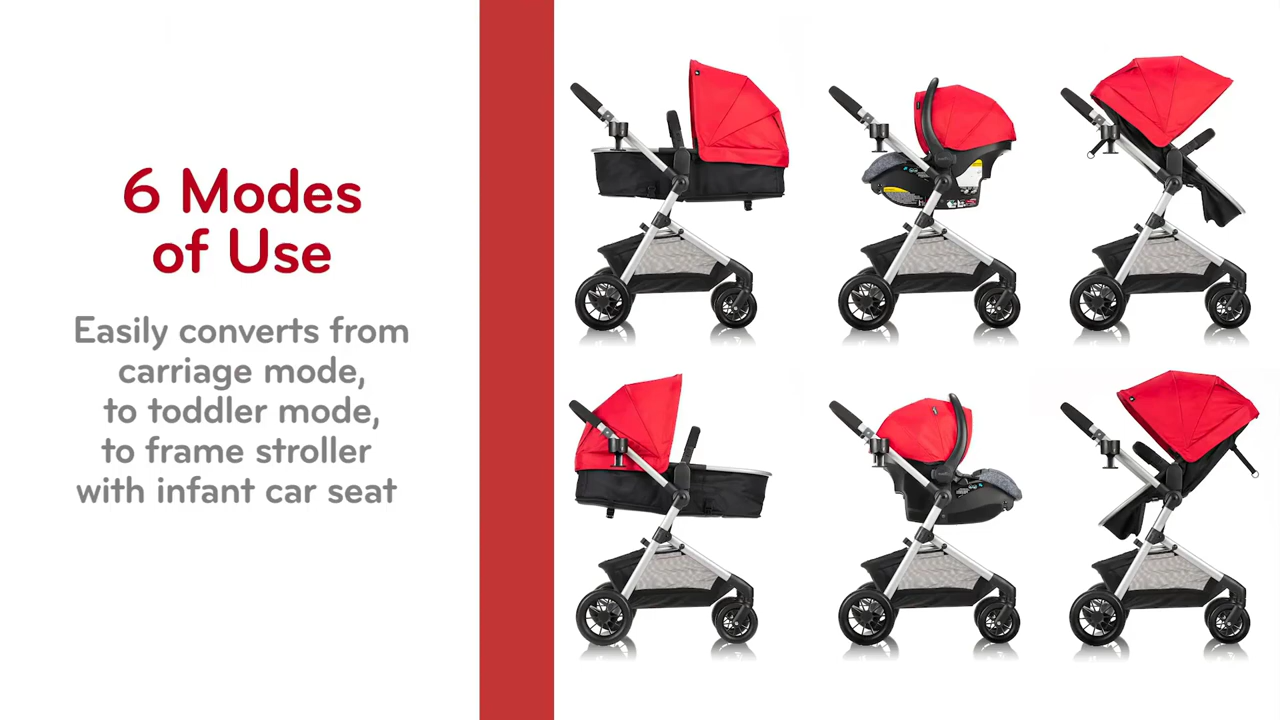 6 Modes
of Use
Easily converts from
carriage mode,
to toddler mode,
to frame stroller
with infant car seat